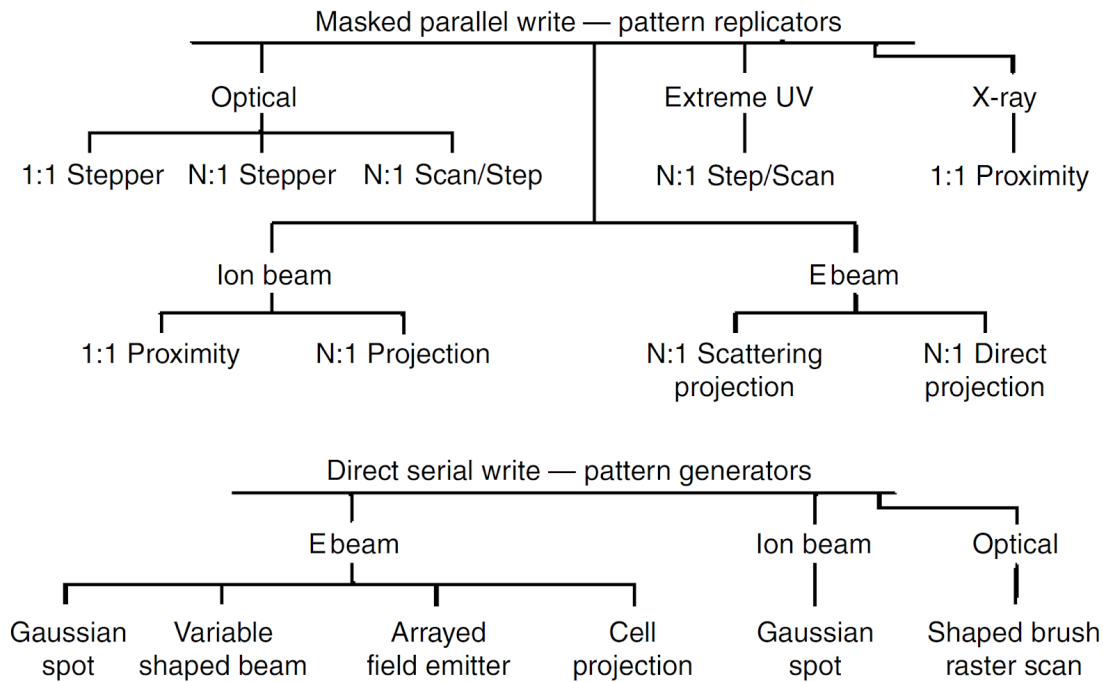 Masked parallel write — pattern replicators
Optical
Extreme UV
X-ray
1:1 Stepper
N:1 Stepper
N:1 Scan/Step
N:1 Step/Scan
1:1 Proximity
Ion beam
Ebeam
1:1 Proximity
N:1 Projection
N:1 Scattering
projection
N:1 Direct
projection
Direct serial write — pattern generators
Ebeam
Ion beam
Optical
Gaussian
spot
Variable
shaped beam
Arrayed
field emitter
Cell
projection
Gaussian
spot
Shaped brush
raster scan